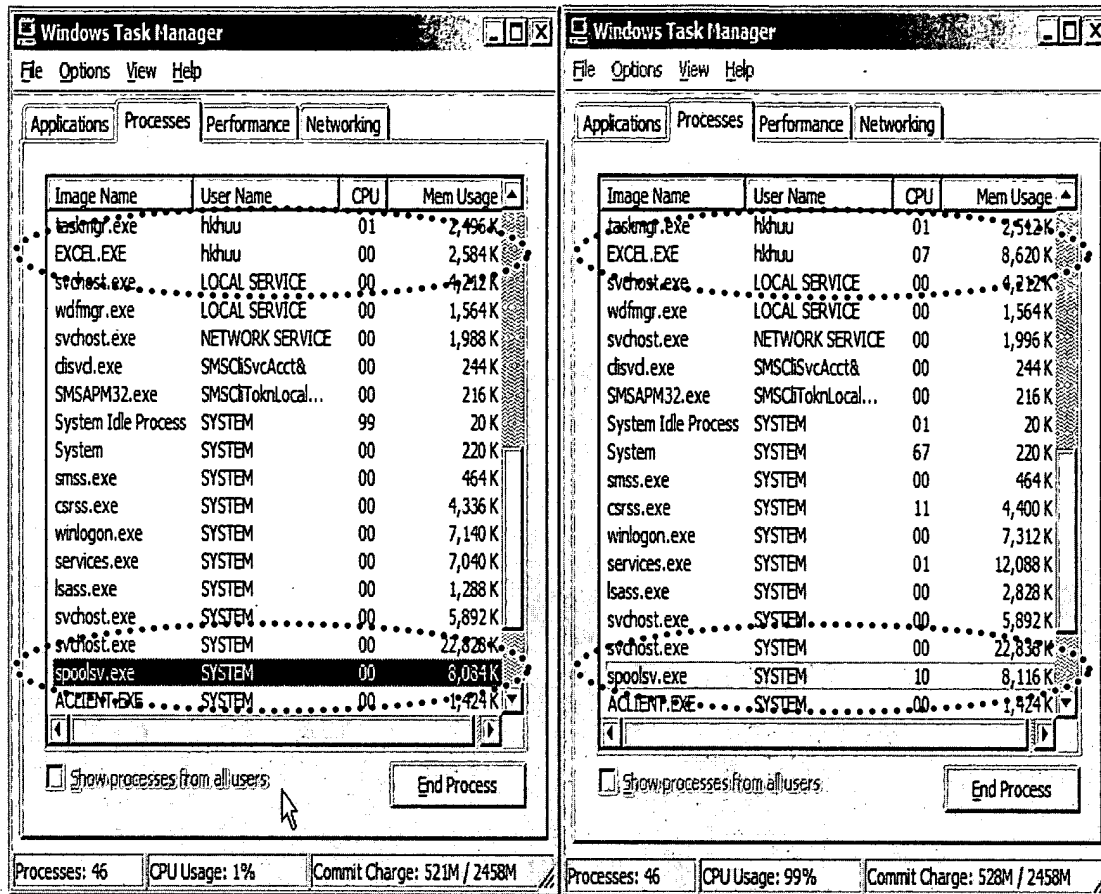 Windows Task Manager
File Options View Help
Applications Processes Performance Networking
Image Name User Name CPU Mem Usage
taskmgr.exe hkhuu 01 2,496 K
EXCEL.EXE hkhuu 00 2,584 K
svchost.exe LOCAL SERVICE 00 4,212 K
wdfmgr.exe LOCAL SERVICE 00 1,564 K
svchost.exe NETWORK SERVICE 00 1,988 K
clisvcl.exe SMSCliSvcAcct& 00 244 K
SMSAPM32.exe SMSCliToknLocal... 00 216 K
System Idle Process SYSTEM 99 20 K
System SYSTEM 00 220 K
smss.exe SYSTEM 00 464 K
csrss.exe SYSTEM 00 4,336 K
winlogon.exe SYSTEM 00 7,140 K
services.exe SYSTEM 00 7,040 K
lsass.exe SYSTEM 00 1,288 K
svchost.exe SYSTEM 00 5,892 K
svchost.exe SYSTEM 00 22,828 K
spoolsv.exe SYSTEM 00 8,084 K
ACLIENT.EXE SYSTEM 00 1,424 K
Show processes from all users
End Process
Processes: 46 CPU Usage: 1% Commit Charge: 521M / 2458M
Windows Task Manager
File Options View Help
Applications Processes Performance Networking
Image Name User Name CPU Mem Usage
taskmgr.exe hkhuu 01 2,512 K
EXCEL.EXE hkhuu 07 8,620 K
svchost.exe LOCAL SERVICE 00 4,212 K
wdfmgr.exe LOCAL SERVICE 00 1,564 K
svchost.exe NETWORK SERVICE 00 1,996 K
clisvcl.exe SMSCliSvcAcct& 00 244 K
SMSAPM32.exe SMSCliToknLocal... 00 216 K
System Idle Process SYSTEM 01 20 K
System SYSTEM 67 220 K
smss.exe SYSTEM 00 464 K
csrss.exe SYSTEM 11 4,400 K
winlogon.exe SYSTEM 00 7,312 K
services.exe SYSTEM 01 12,088 K
lsass.exe SYSTEM 00 2,828 K
svchost.exe SYSTEM 00 5,892 K
svchost.exe SYSTEM 00 22,836 K
spoolsv.exe SYSTEM 10 8,116 K
ACLIENT.EXE SYSTEM 00 1,424 K
Show processes from all users
End Process
Processes: 46 CPU Usage: 99% Commit Charge: 528M / 2458M